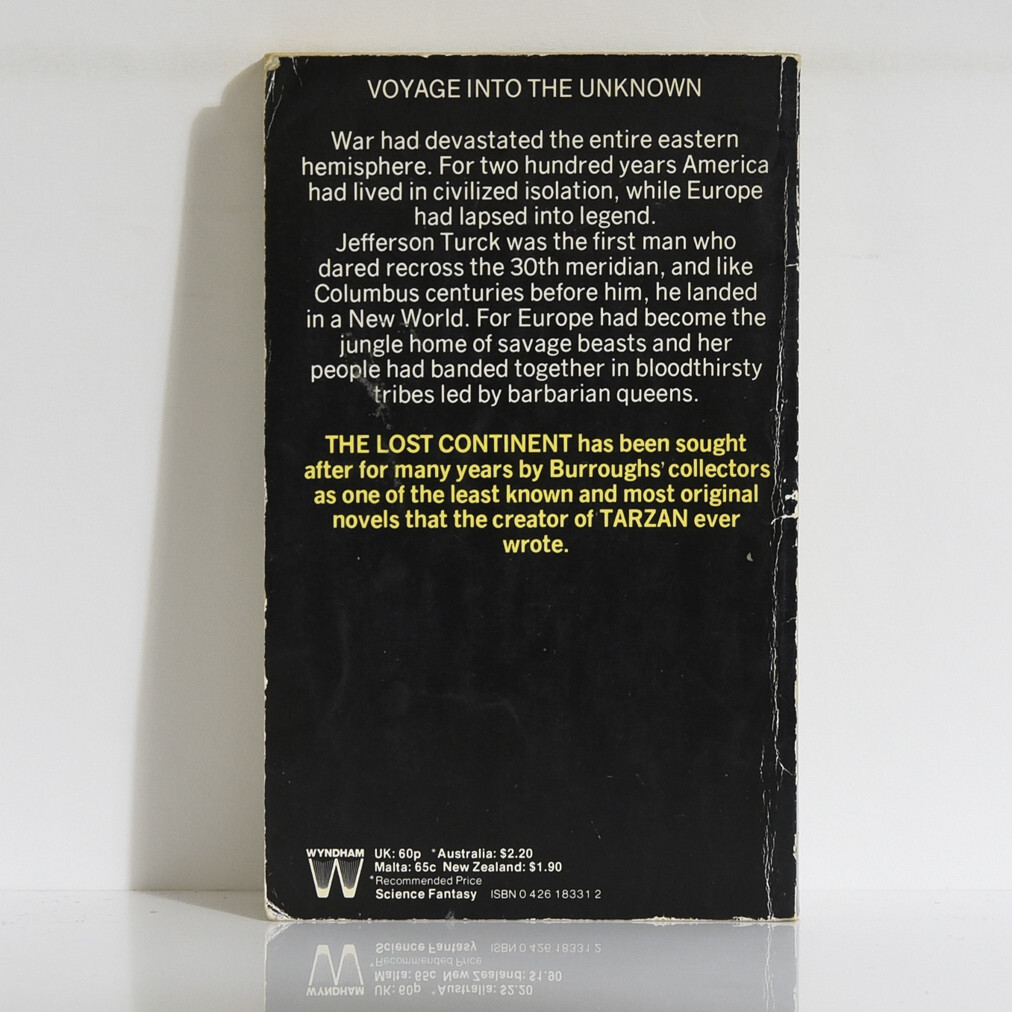 VOYAGE INTO THE UNKNOWN
War had devastated the entire eastern
hemisphere. For two hundred years America
had lived in civilized isolation, while Europe
had lapsed into legend.
Jefferson Turck was the first man who
dared recross the 30th meridian, and like
Columbus centuries before him, he landed
in a New World. For Europe had become the
jungle home of savage beasts and her
people had banded together in bloodthirsty
tribes led by barbarian queens.
THE LOST CONTINENT has been sought
after for many years by Burroughs' collectors
as one of the least known and most original
novels that the creator of TARZAN ever
wrote.
WYNDHAM
W
UK: 60p *Australia: $2.20
Malta: 65c New Zealand: $1.90
*Recommended Price
Science Fantasy ISBN 0 426 18331 2